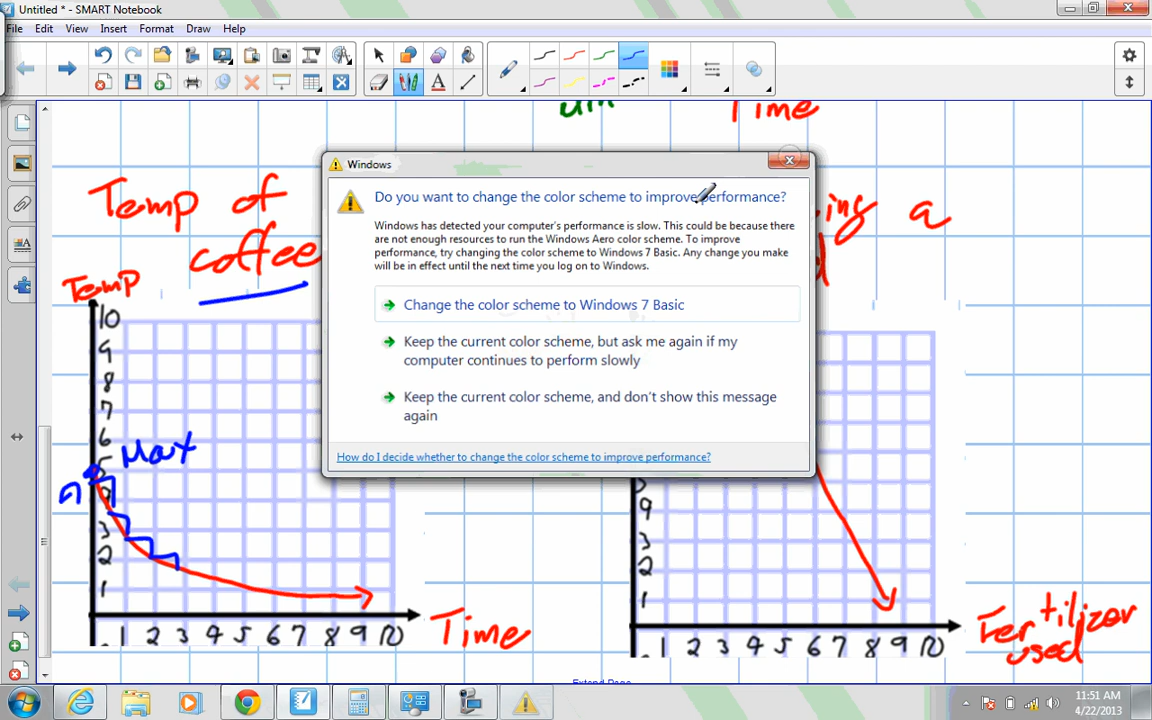 Untitled * - SMART Notebook
File Edit View Insert Format Draw Help
Time
Temp of
coffee
ing a
Windows
Do you want to change the color scheme to improve performance?
Windows has detected your computer's performance is slow. This could be because there
are not enough resources to run the Windows Aero color scheme. To improve
performance, try changing the color scheme to Windows 7 Basic. Any change you make
will be in effect until the next time you log on to Windows.
Change the color scheme to Windows 7 Basic
Keep the current color scheme, but ask me again if my
computer continues to perform slowly
Keep the current color scheme, and don't show this message
again
How do I decide whether to change the color scheme to improve performance?
Temp
10
9
8
7
6
5
Max
3
2
1
1 2 3 4 5 6 7 8 9 10
Time
3
2
1
1 2 3 4 5 6 7 8 9 10
Fertilizer
used
Extend Page
11:51 AM
4/22/2013